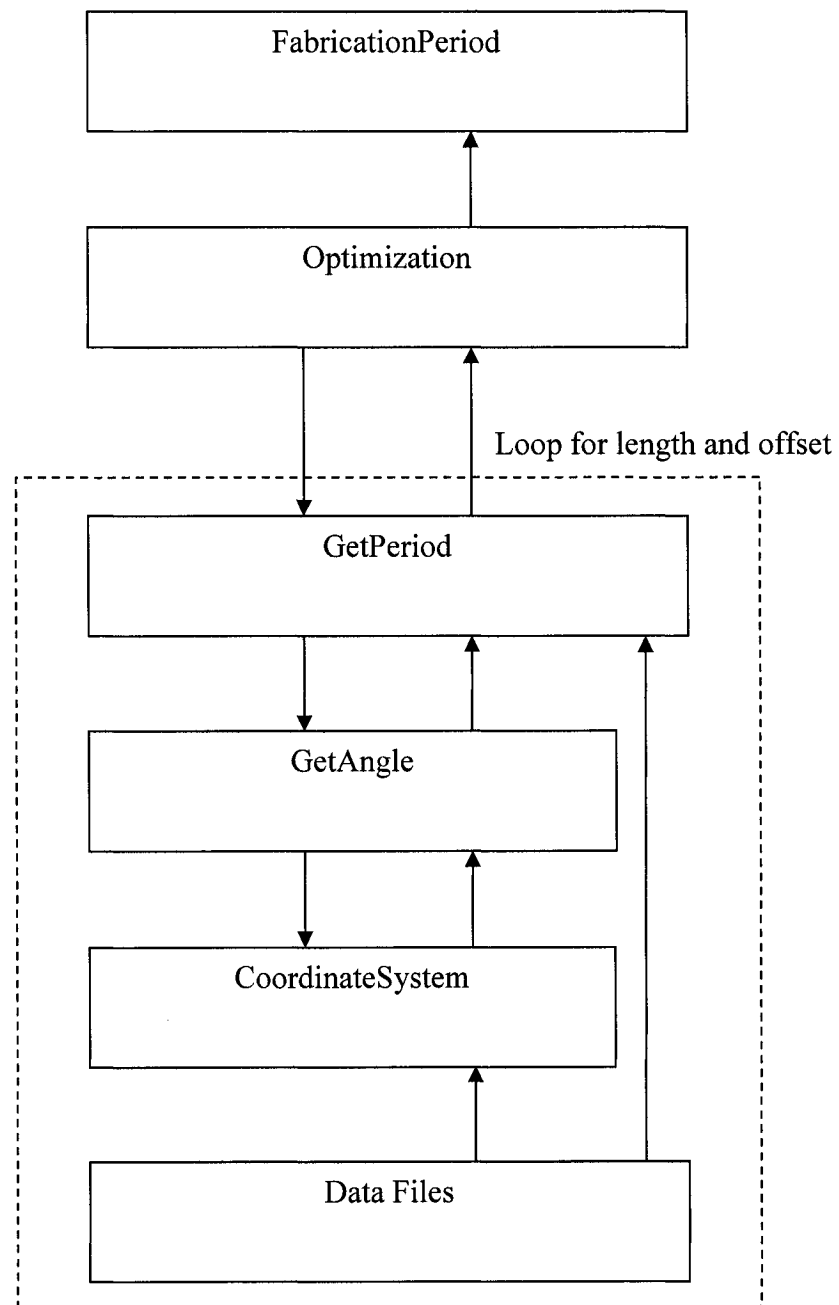 FabricationPeriod
Optimization
Loop for length and offset
GetPeriod
GetAngle
CoordinateSystem
Data Files